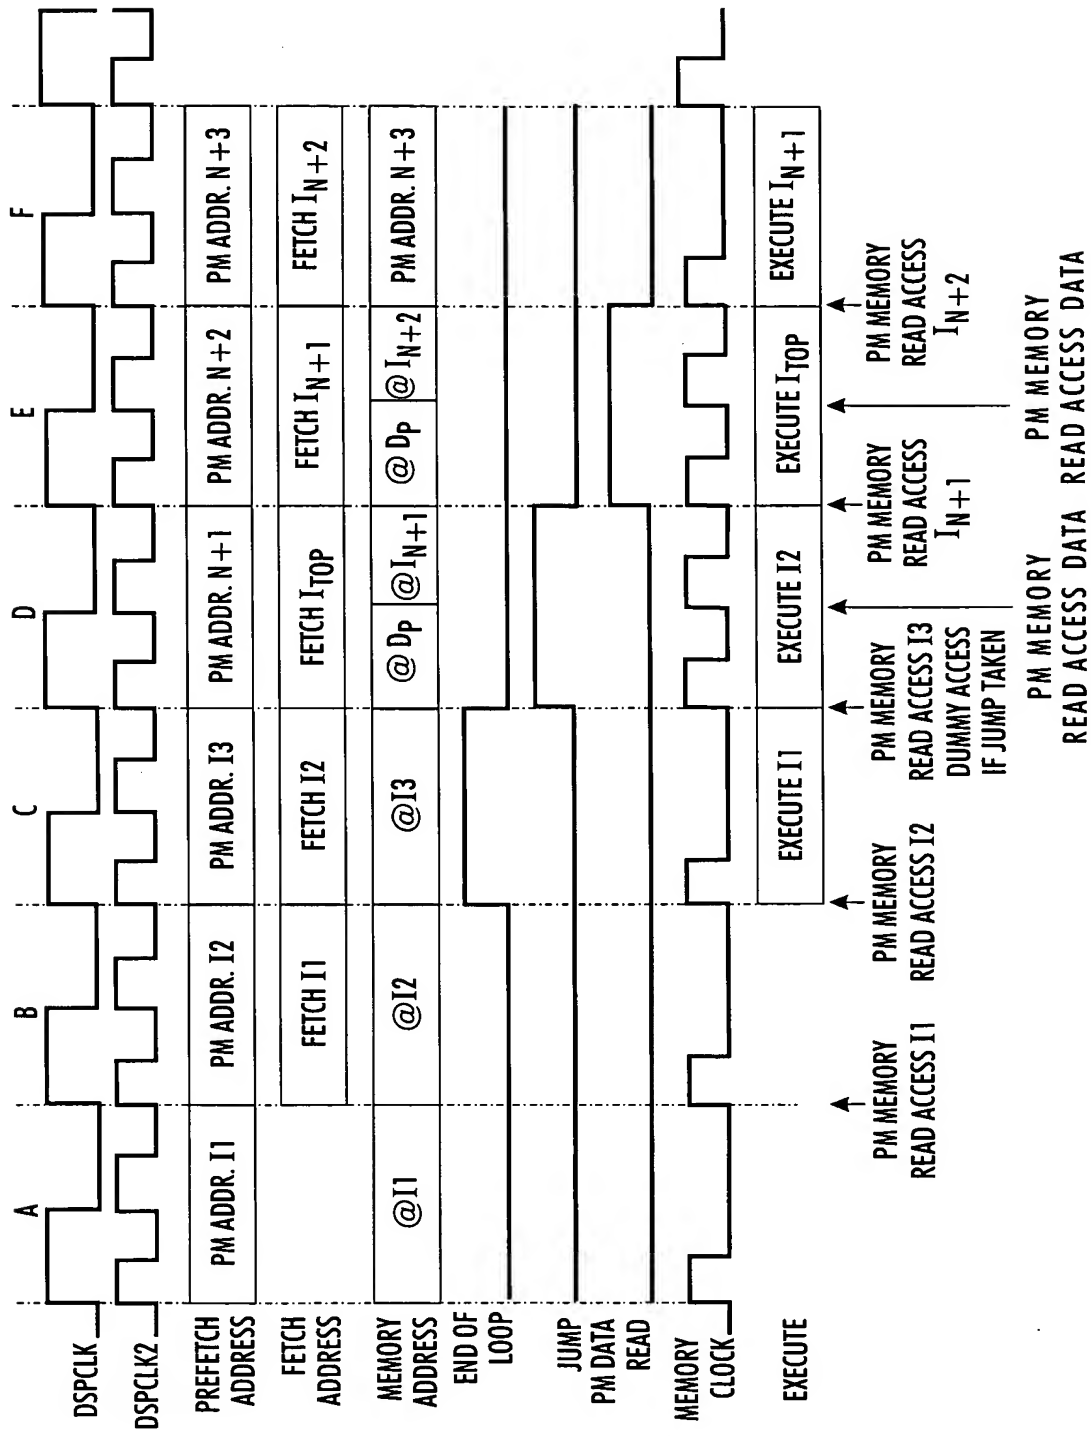 A B C D E F
DSPCLK
DSPCLK2
PREFETCH
ADDRESS
PM ADDR. I1 PM ADDR. I2 PM ADDR. I3 PM ADDR. N+1 PM ADDR. N+2 PM ADDR. N+3
FETCH
ADDRESS
FETCH I1 FETCH I2 FETCH ITOP FETCH IN+1 FETCH IN+2
MEMORY
ADDRESS
@I1 @I2 @I3 @DP @IN+1 @DP @IN+2 PM ADDR. N+3
END OF
LOOP
JUMP
PM DATA
READ
MEMORY
CLOCK
EXECUTE
EXECUTE I1 EXECUTE I2 EXECUTE ITOP EXECUTE IN+1
PM MEMORY
READ ACCESS I1
PM MEMORY
READ ACCESS I2
PM MEMORY
READ ACCESS I3
DUMMY ACCESS
IF JUMP TAKEN
PM MEMORY
READ ACCESS
IN+1
PM MEMORY
READ ACCESS
IN+2
PM MEMORY
READ ACCESS DATA
PM MEMORY
READ ACCESS DATA